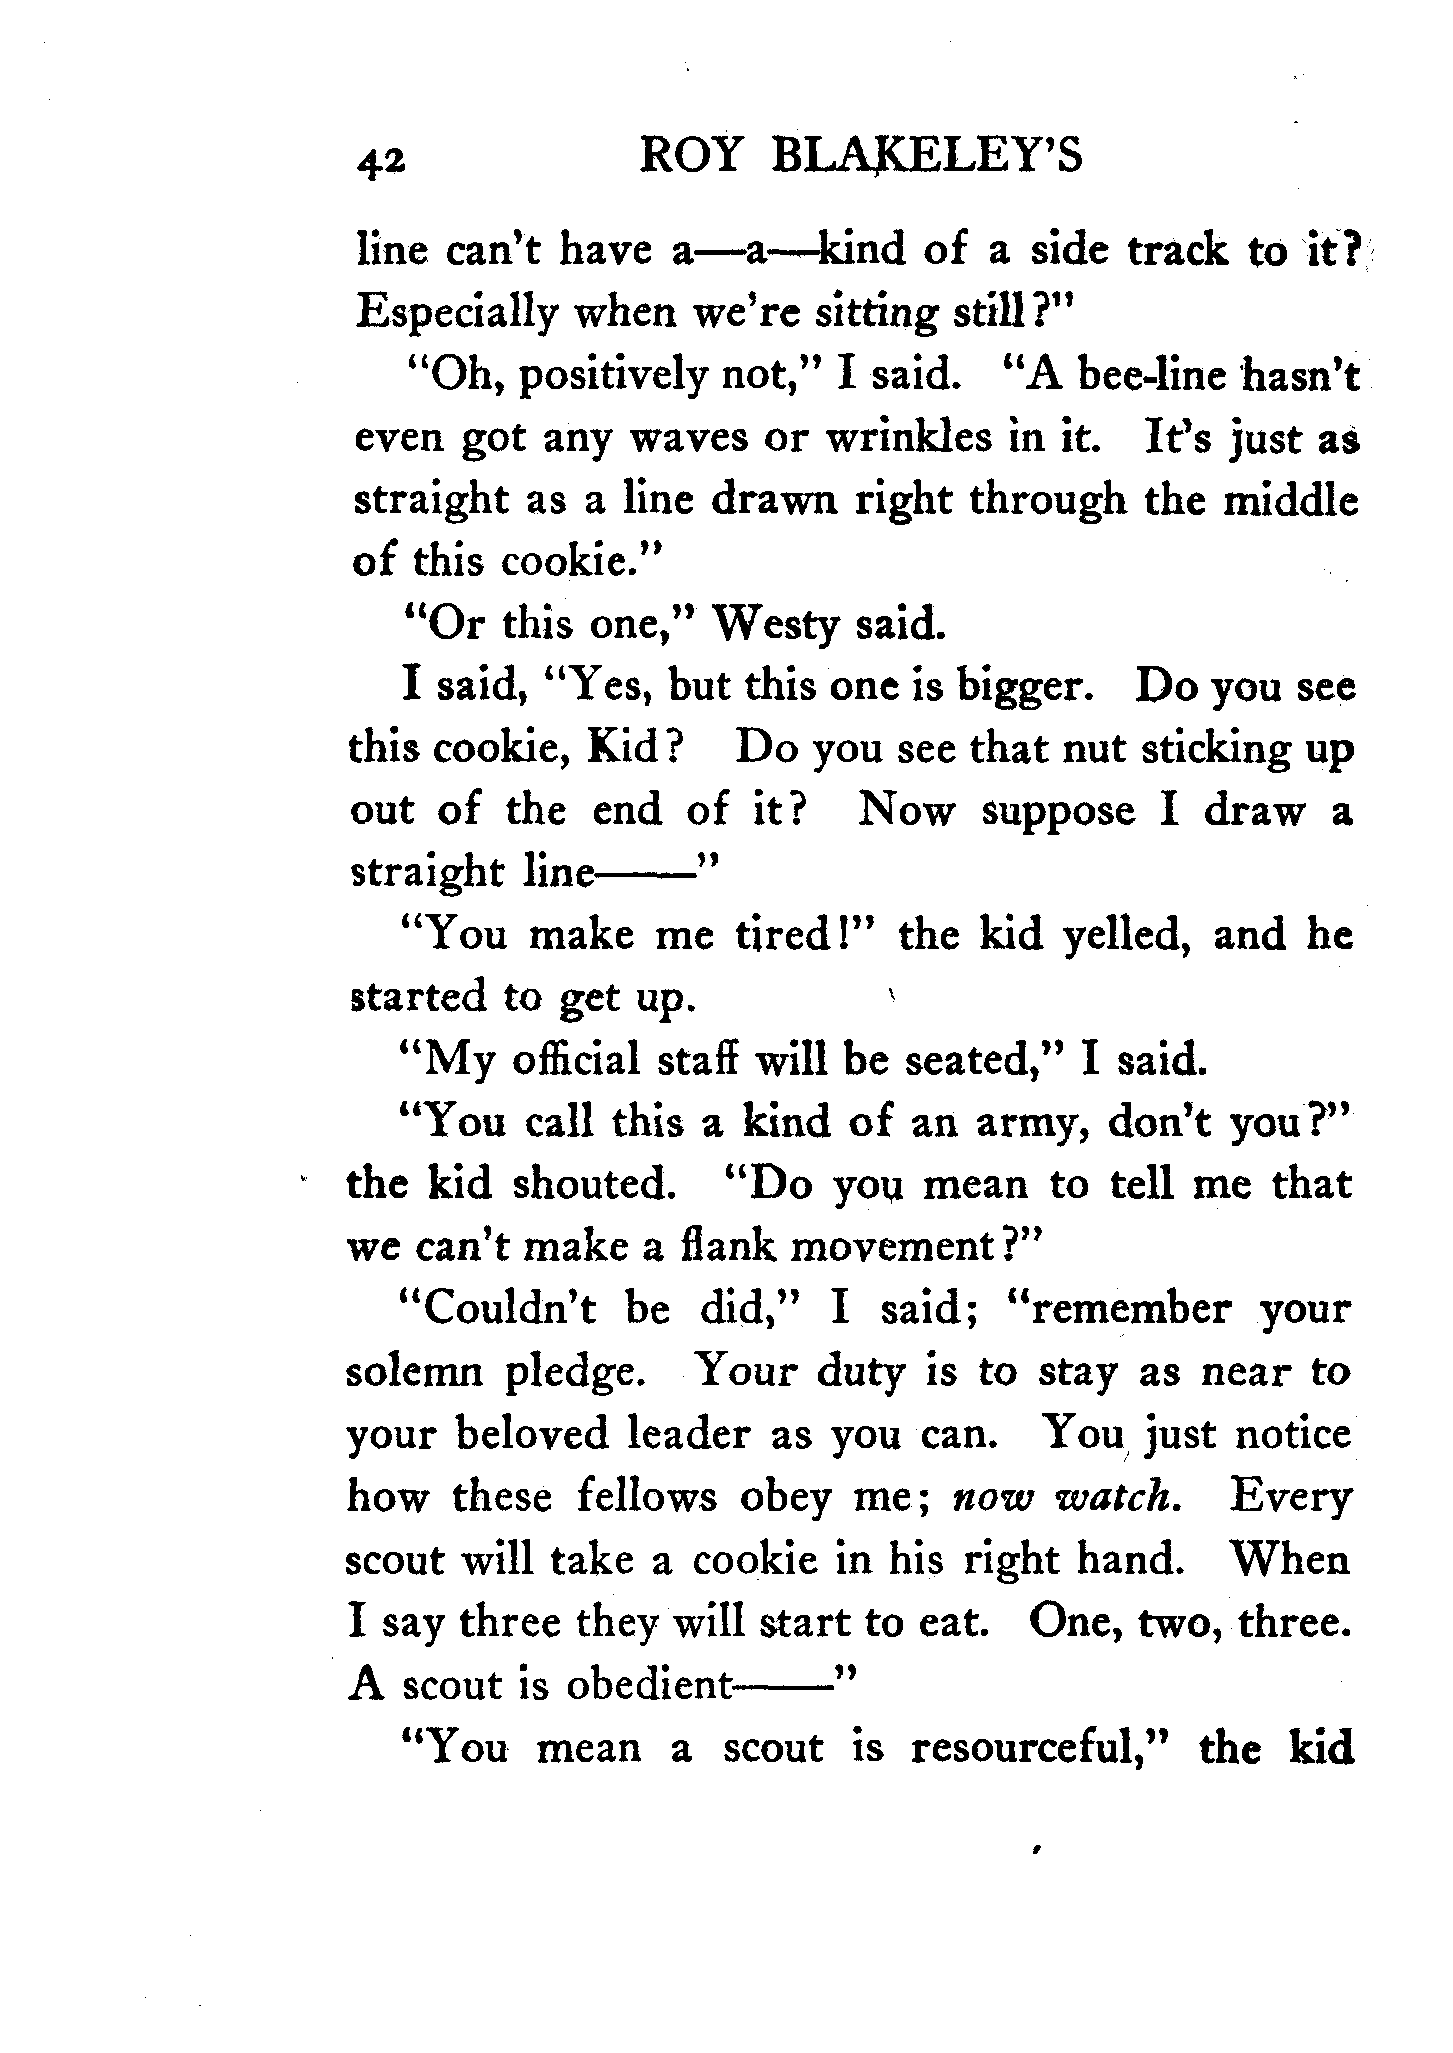 42 ROY BLAKELEY'S
line can't have a—a—kind of a side track to it?
Especially when we're sitting still?"
"Oh, positively not," I said. "A bee-line hasn't
even got any waves or wrinkles in it. It's just as
straight as a line drawn right through the middle
of this cookie."
"Or this one," Westy said.
I said, "Yes, but this one is bigger. Do you see
this cookie, Kid? Do you see that nut sticking up
out of the end of it? Now suppose I draw a
straight line——"
"You make me tired!" the kid yelled, and he
started to get up.
"My official staff will be seated," I said.
"You call this a kind of an army, don't you?"
the kid shouted. "Do you mean to tell me that
we can't make a flank movement?"
"Couldn't be did," I said; "remember your
solemn pledge. Your duty is to stay as near to
your beloved leader as you can. You just notice
how these fellows obey me; now watch. Every
scout will take a cookie in his right hand. When
I say three they will start to eat. One, two, three.
A scout is obedient——"
"You mean a scout is resourceful," the kid